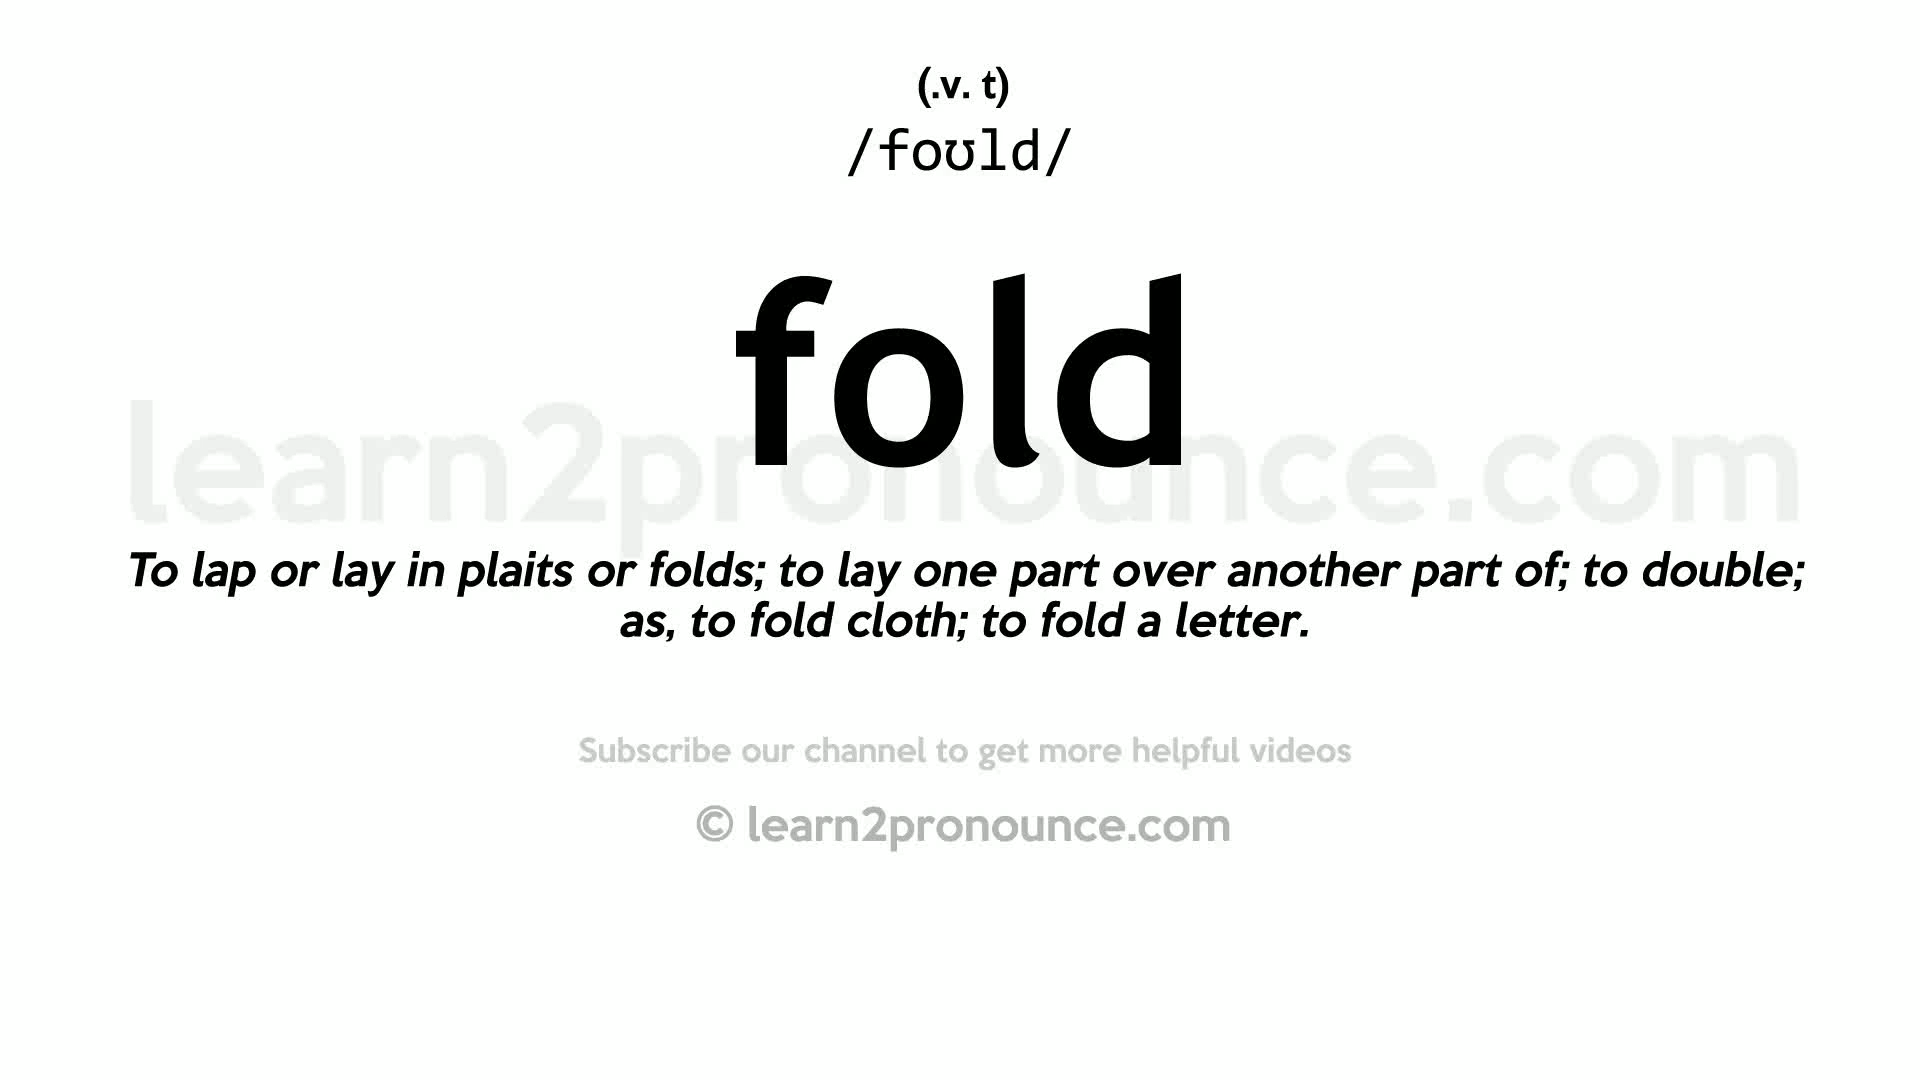 (.v. t)
/foʊld/
fold
learn2pronounce.com
To lap or lay in plaits or folds; to lay one part over another part of; to double;
as, to fold cloth; to fold a letter.
Subscribe our channel to get more helpful videos
© learn2pronounce.com